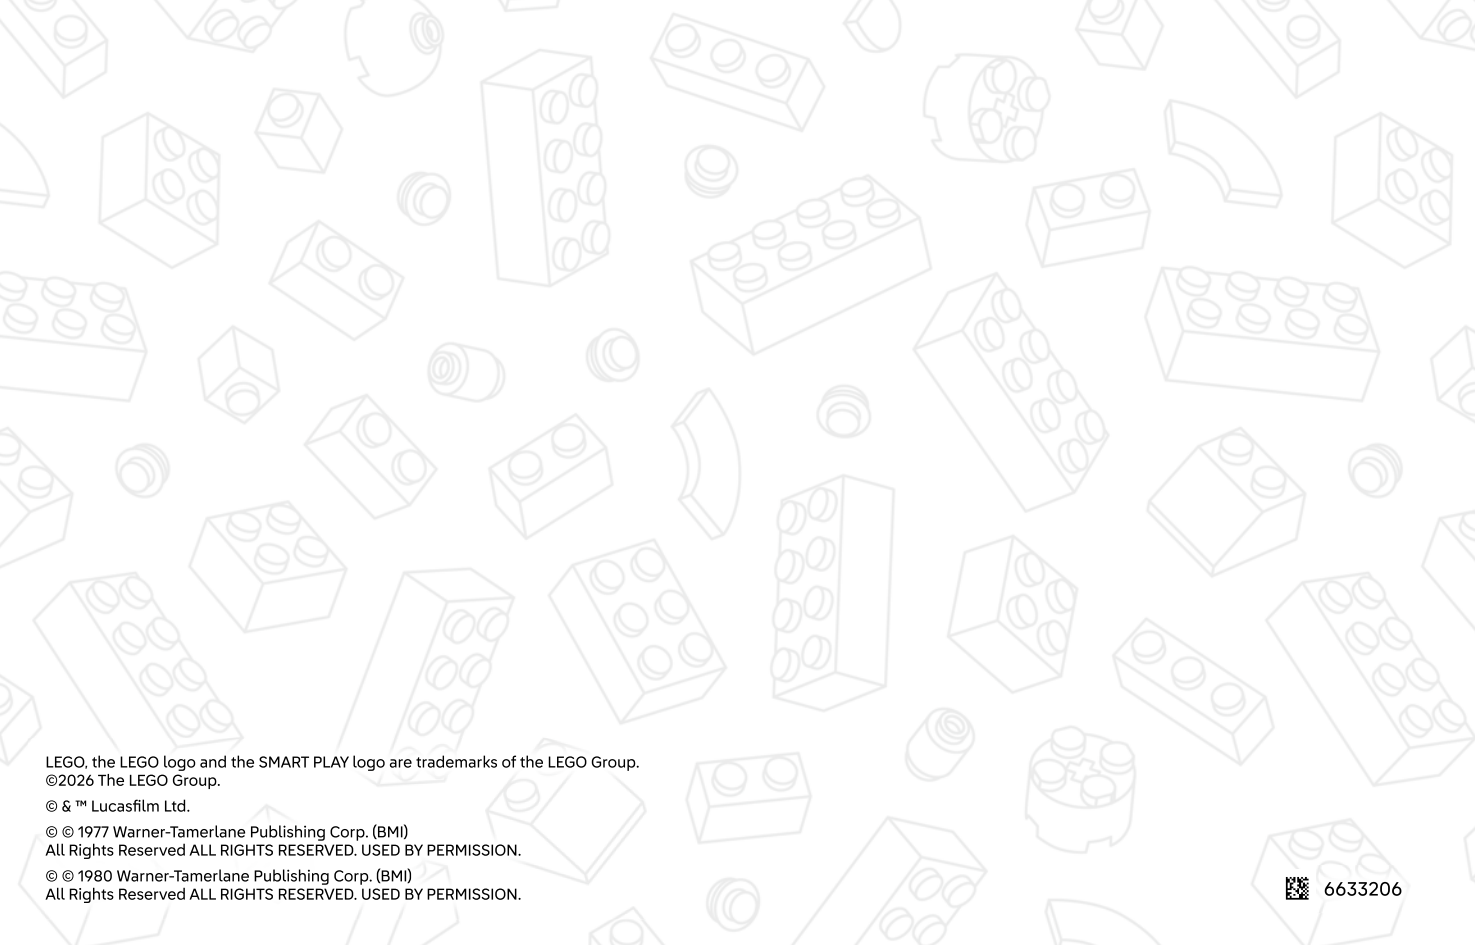 LEGO, the LEGO logo and the SMART PLAY logo are trademarks of the LEGO Group.
©2026 The LEGO Group.
© & ™ Lucasfilm Ltd.
© © 1977 Warner-Tamerlane Publishing Corp. (BMI)
All Rights Reserved ALL RIGHTS RESERVED. USED BY PERMISSION.
© © 1980 Warner-Tamerlane Publishing Corp. (BMI)
All Rights Reserved ALL RIGHTS RESERVED. USED BY PERMISSION.
6633206